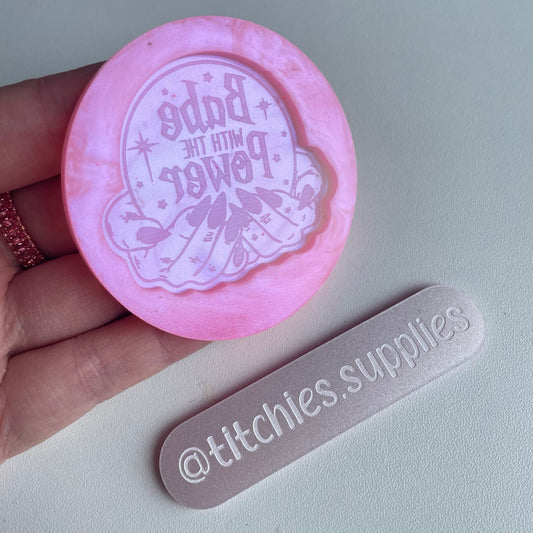 Babe
WITH THE
Power
@titchies.supplies